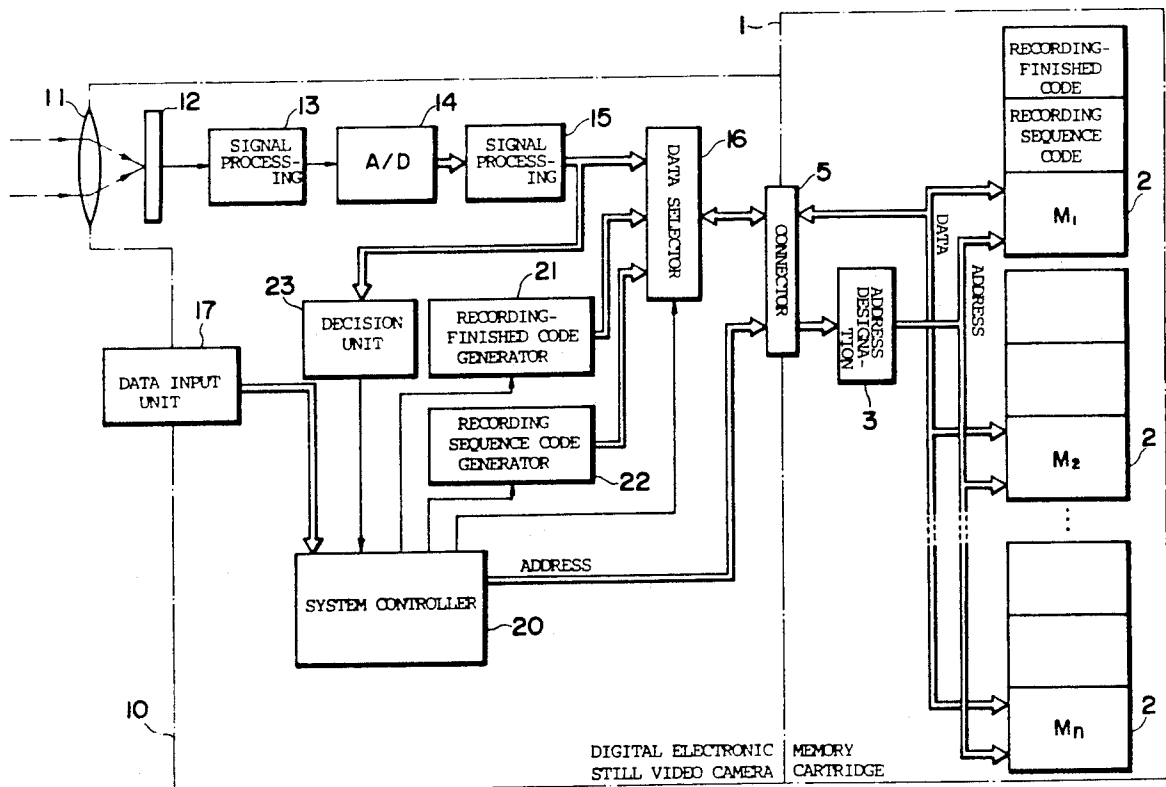 1
RECORDING-
FINISHED
CODE
RECORDING
SEQUENCE
CODE
M1
2
11
12
13
SIGNAL
PROCESS-
ING
14
A/D
15
SIGNAL
PROCESS-
ING
16
DATA SELECTOR
5
CONNECTOR
DATA
ADDRESS
ADDRESS
DESIGNA-
TION
3
23
DECISION
UNIT
21
RECORDING-
FINISHED CODE
GENERATOR
17
DATA INPUT
UNIT
RECORDING
SEQUENCE CODE
GENERATOR
22
M2
2
ADDRESS
SYSTEM CONTROLLER
20
10
Mn
2
DIGITAL ELECTRONIC
STILL VIDEO CAMERA
MEMORY
CARTRIDGE